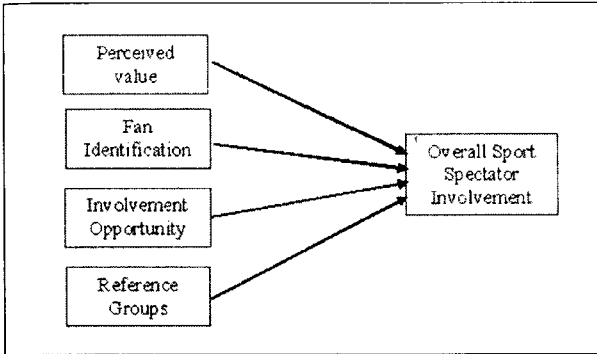 Perceived
value
Fan
Identification
Involvement
Opportunity
Reference
Groups
Overall Sport
Spectator
Involvement